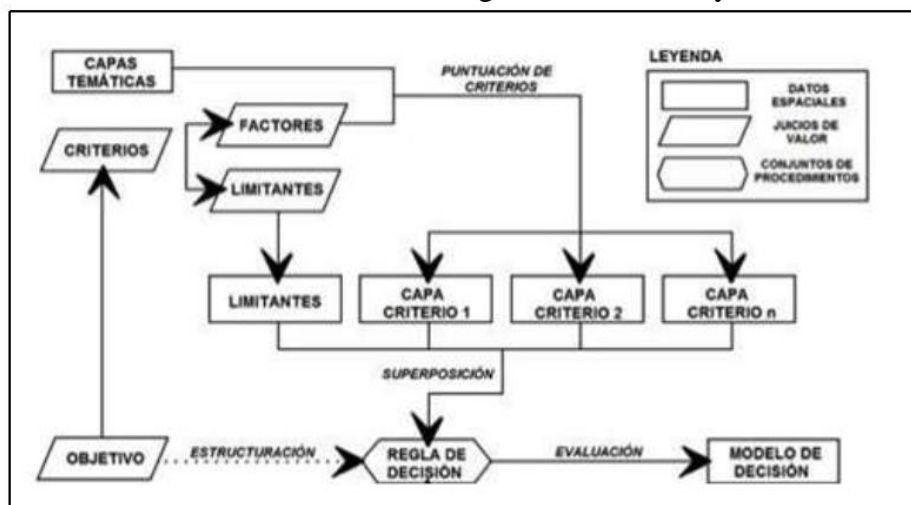 CAPAS
TEMÁTICAS
PUNTUACIÓN DE
CRITERIOS
LEYENDA
DATOS
ESPACIALES
JUICIOS DE
VALOR
CONJUNTOS DE
PROCEDIMIENTOS
FACTORES
CRITERIOS
LIMITANTES
LIMITANTES
CAPA
CRITERIO 1
CAPA
CRITERIO 2
CAPA
CRITERIO n
SUPERPOSICIÓN
OBJETIVO
ESTRUCTURACIÓN
REGLA DE
DECISIÓN
EVALUACIÓN
MODELO DE
DECISIÓN